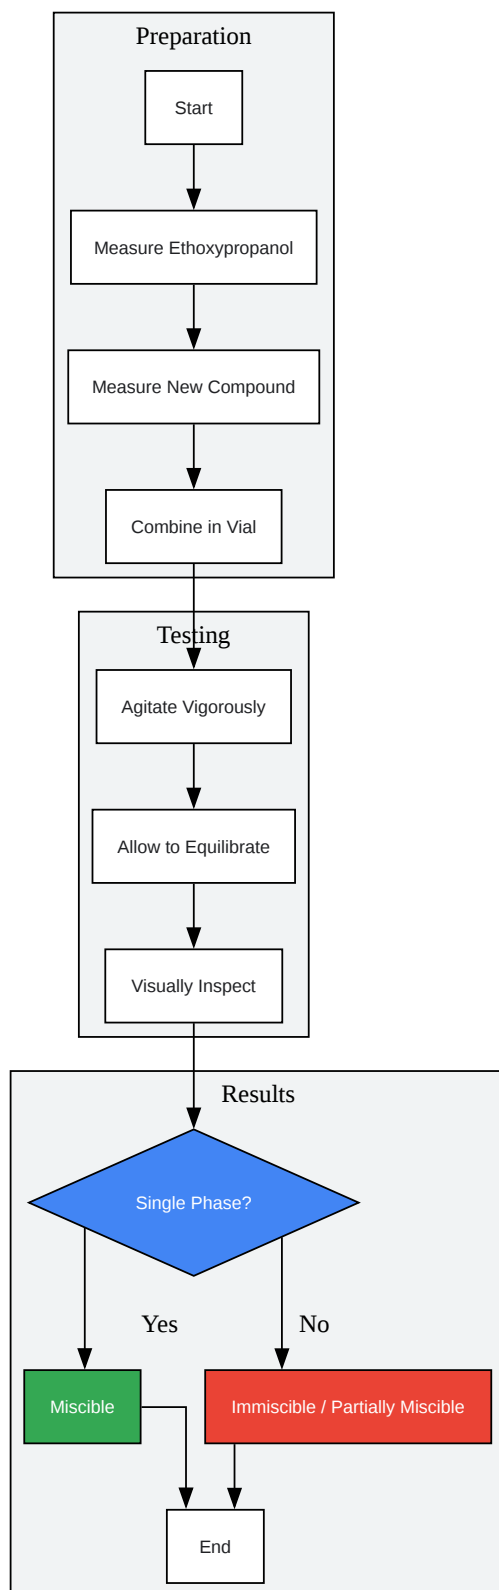 Preparation
Start
Measure Ethoxypropanol
Measure New Compound
Combine in Vial
Testing
Agitate Vigorously
Allow to Equilibrate
Visually Inspect
Results
Single Phase?
Yes
No
Miscible
Immiscible / Partially Miscible
End